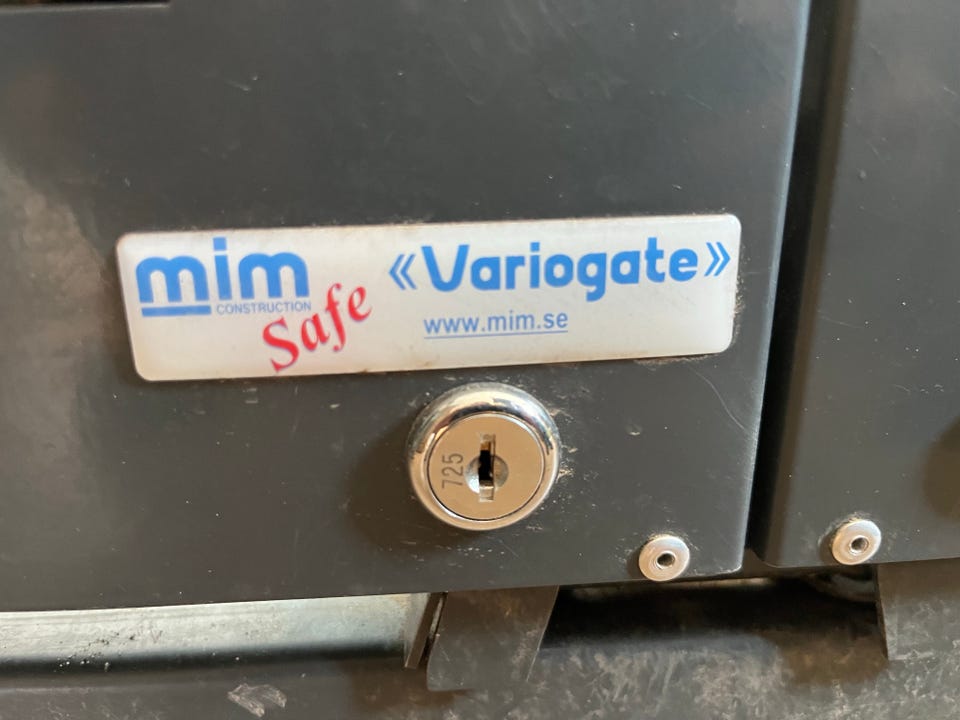 mim
CONSTRUCTION
Safe
«Variogate»
www.mim.se
725